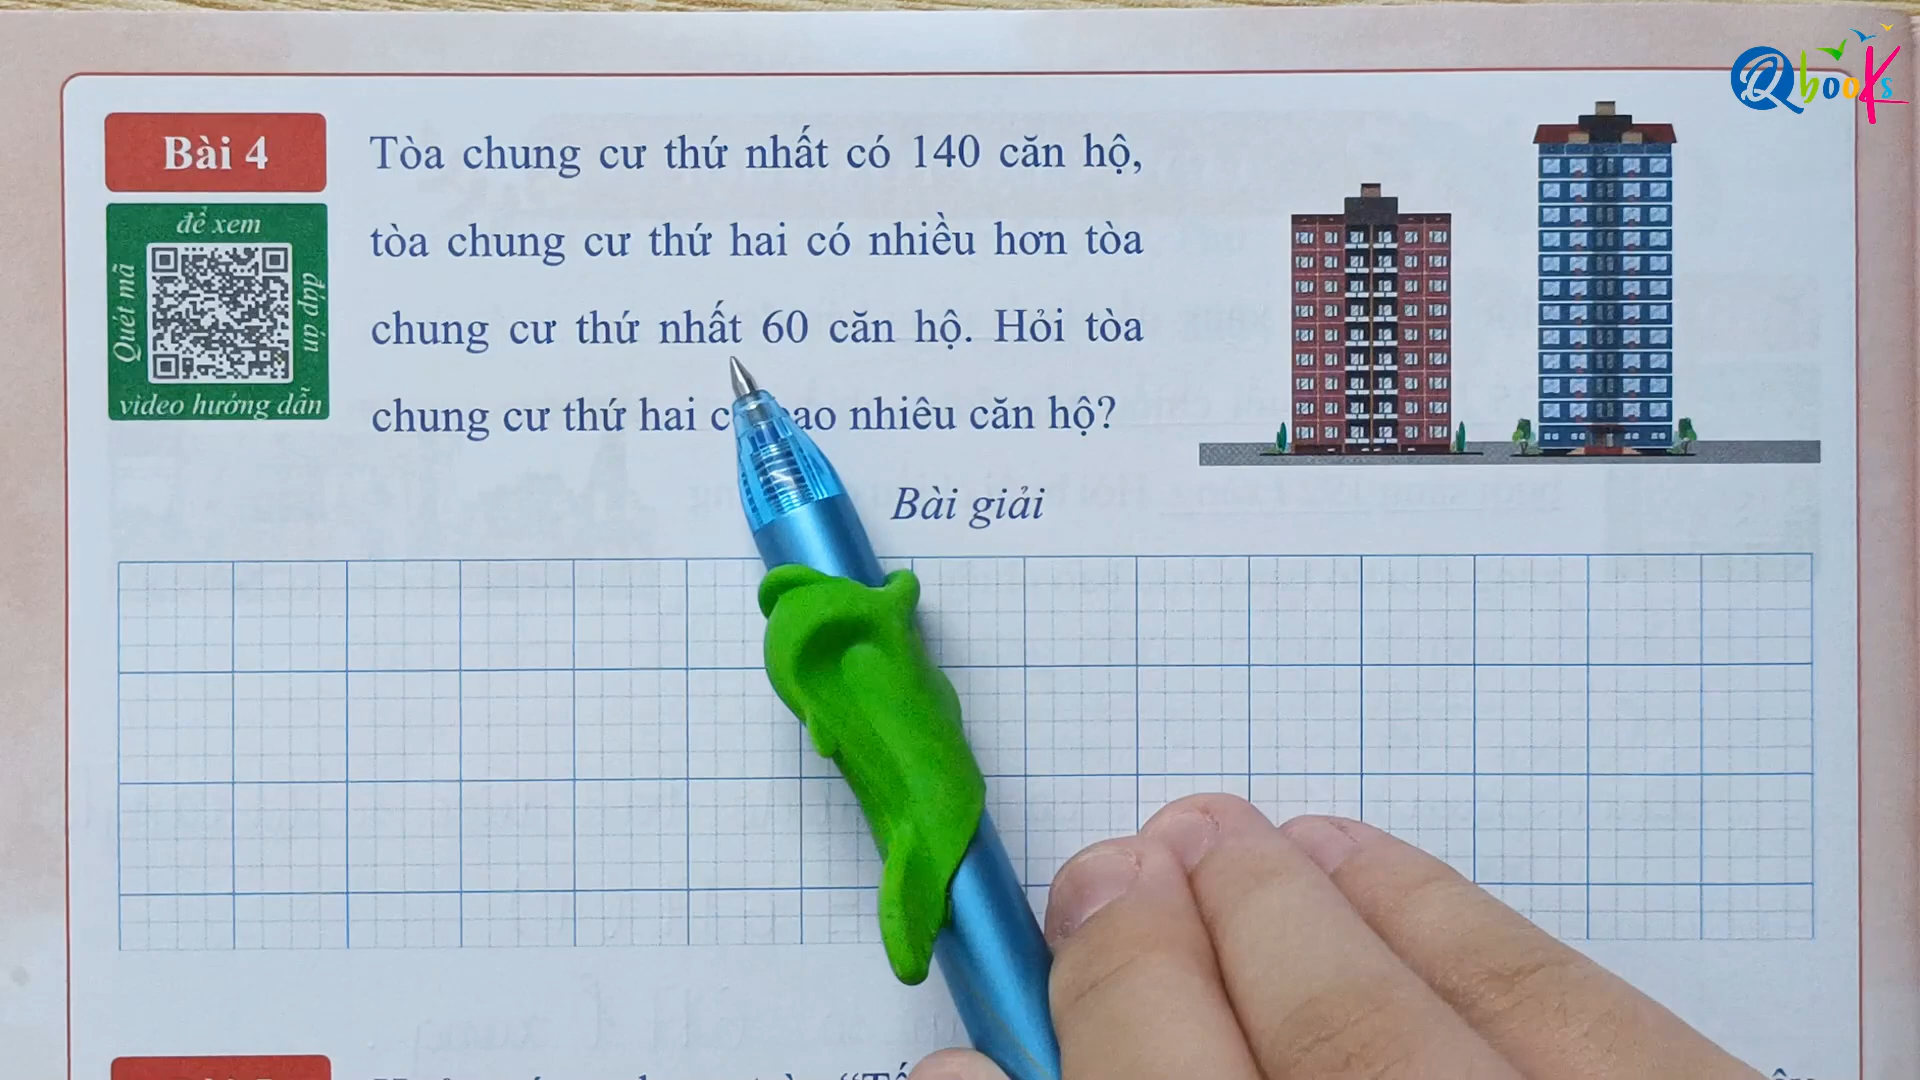 Qbooks
Bài 4
Tòa chung cư thứ nhất có 140 căn hộ,
tòa chung cư thứ hai có nhiều hơn tòa
chung cư thứ nhất 60 căn hộ. Hỏi tòa
chung cư thứ hai nhiêu căn hộ?
để xem
Quét mã
đáp án
video hướng dẫn
Bài giải